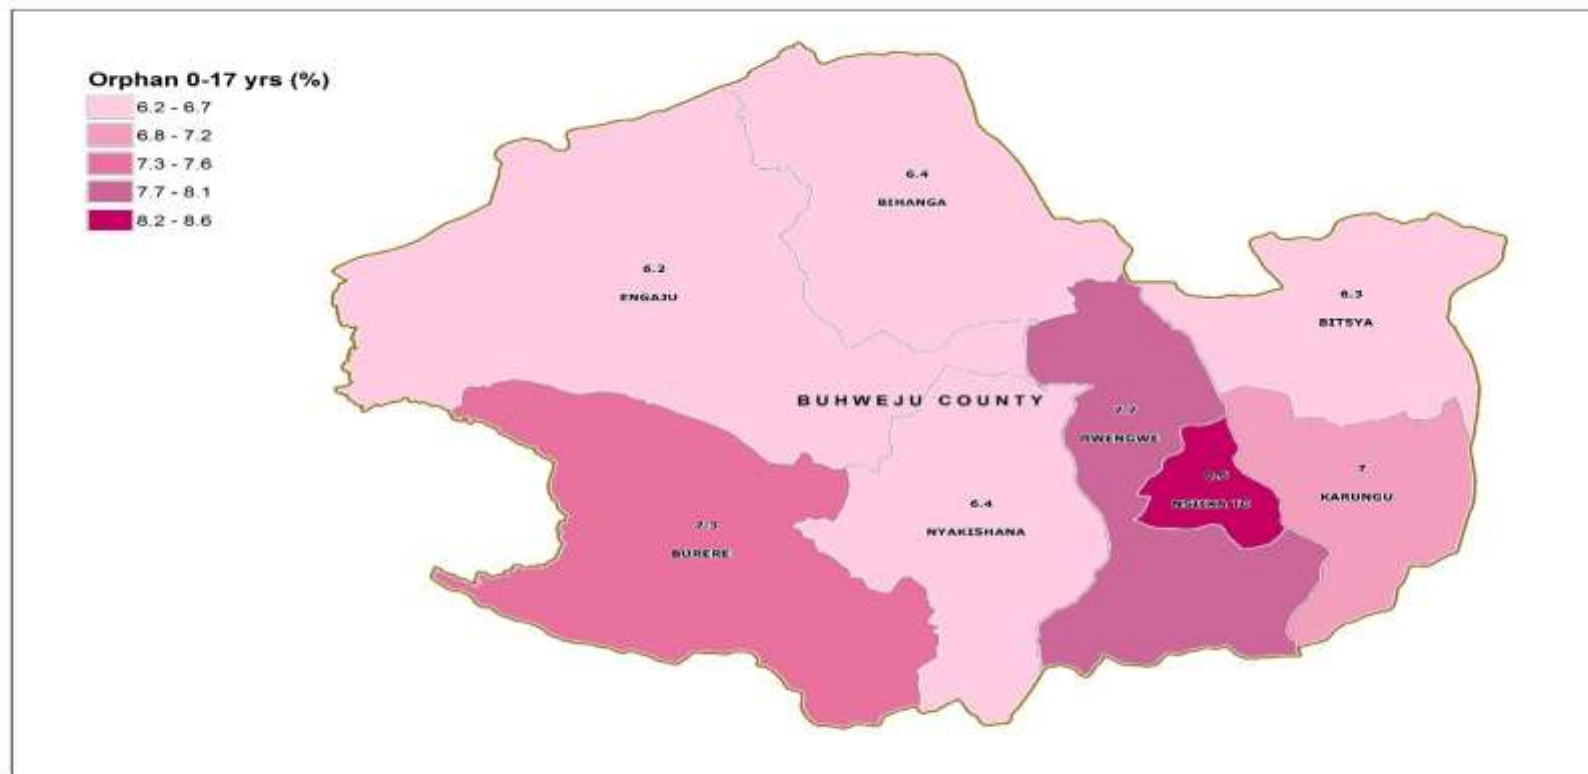 Orphan 0-17 yrs (%)
6.2 - 6.7
6.8 - 7.2
7.3 - 7.6
7.7 - 8.1
8.2 - 8.6
6.4
BIHANGA
6.2
ENGAJU
6.3
BITSYA
BUHWEJU COUNTY
7.7
RWENGWE
7
KARUNGU
NSIIKA TC
6.4
NYAKISHANA
7.3
BURERE